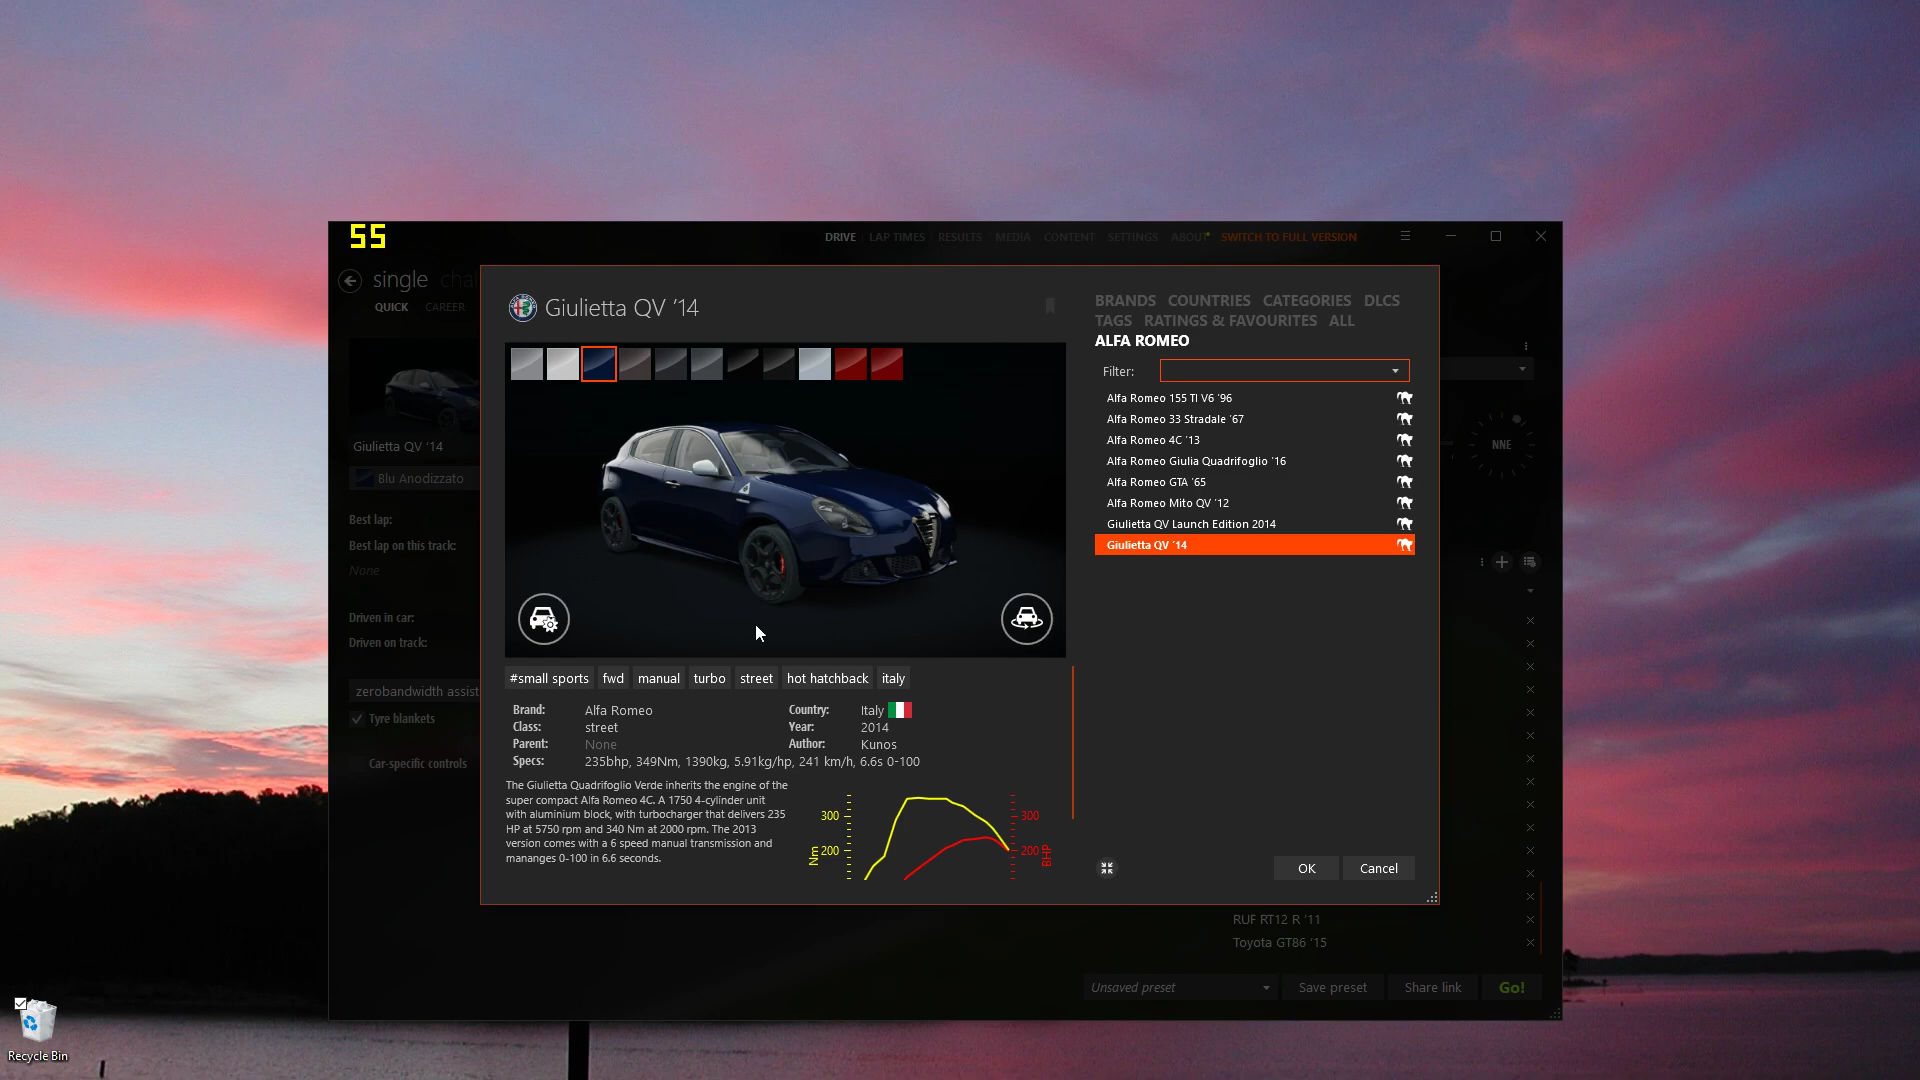 55
DRIVE LAP TIMES RESULTS MEDIA CONTENT SETTINGS ABOUT SWITCH TO FULL VERSION
single chal
QUICK CAREER
Giulietta QV '14
Blu Anodizzato
Best lap:
Best lap on this track:
None
Driven in car:
Driven on track:
zerobandwidth assist
Tyre blankets
Car-specific controls
Giulietta QV '14
#small sports fwd manual turbo street hot hatchback italy
Brand: Alfa Romeo Country: Italy
Class: street Year: 2014
Parent: None Author: Kunos
Specs: 235bhp, 349Nm, 1390kg, 5.91kg/hp, 241 km/h, 6.6s 0-100
The Giulietta Quadrifoglio Verde inherits the engine of the
super compact Alfa Romeo 4C. A 1750 4-cylinder unit
with aluminium block, with turbocharger that delivers 235
HP at 5750 rpm and 340 Nm at 2000 rpm. The 2013
version comes with a 6 speed manual transmission and
mananges 0-100 in 6.6 seconds.
300
200
Nm
300
200
BHP
BRANDS COUNTRIES CATEGORIES DLCS
TAGS RATINGS & FAVOURITES ALL
ALFA ROMEO
Filter:
Alfa Romeo 155 TI V6 '96
Alfa Romeo 33 Stradale '67
Alfa Romeo 4C '13
Alfa Romeo Giulia Quadrifoglio '16
Alfa Romeo GTA '65
Alfa Romeo Mito QV '12
Giulietta QV Launch Edition 2014
Giulietta QV '14
OK Cancel
NNE
RUF RT12 R '11
Toyota GT86 '15
Unsaved preset Save preset Share link Go!
Recycle Bin